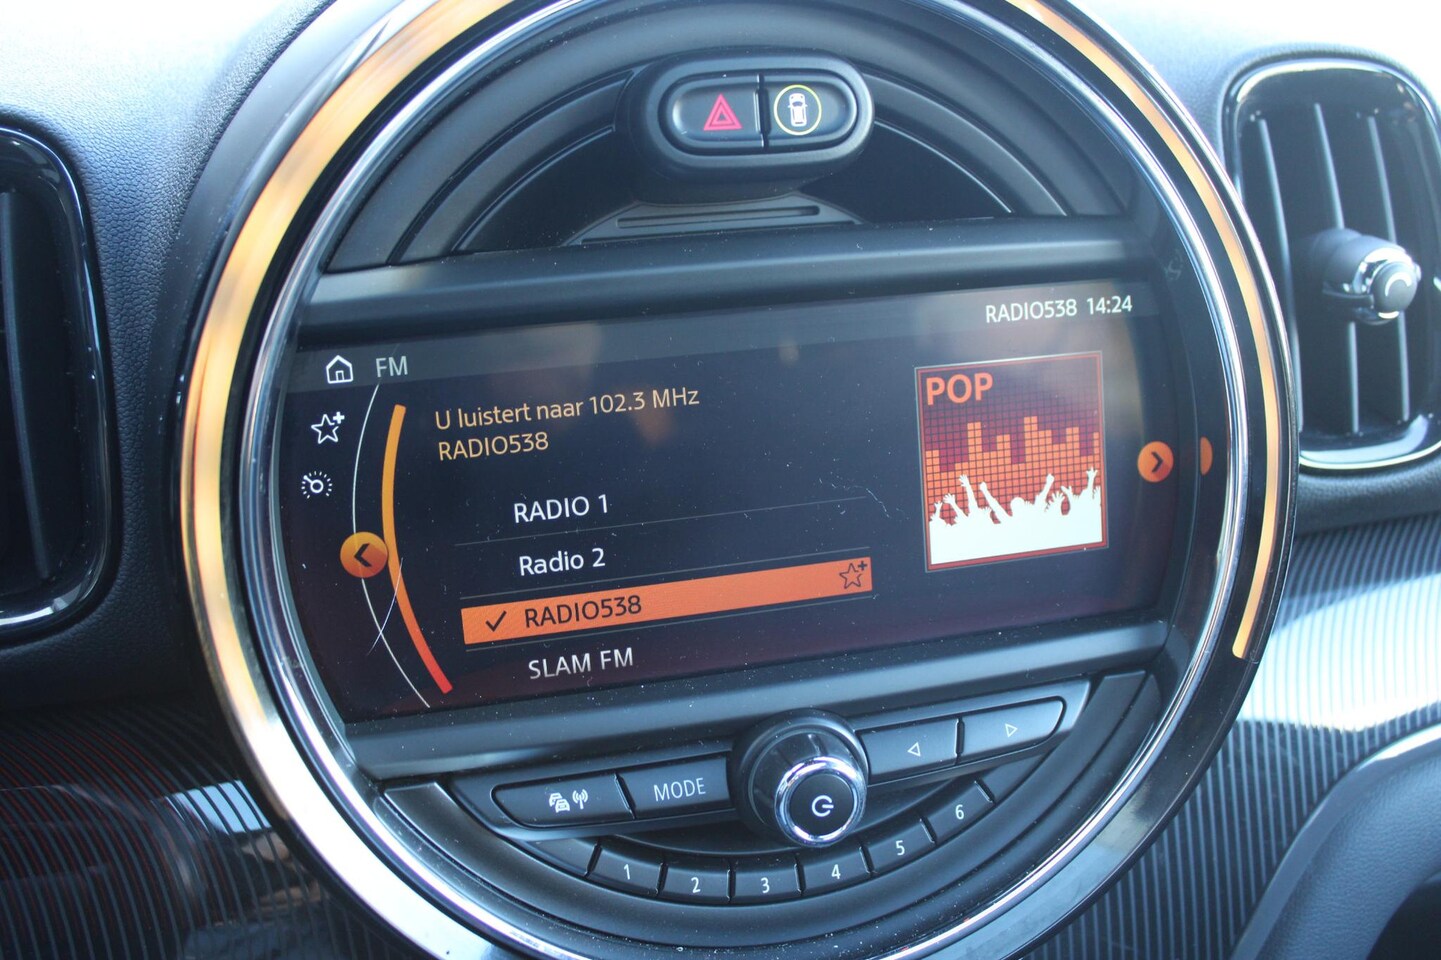 RADIO538 14:24
FM
U luistert naar 102.3 MHz
RADIO538
POP
RADIO 1
Radio 2
RADIO538
SLAM FM
MODE
1
2
3
4
5
6